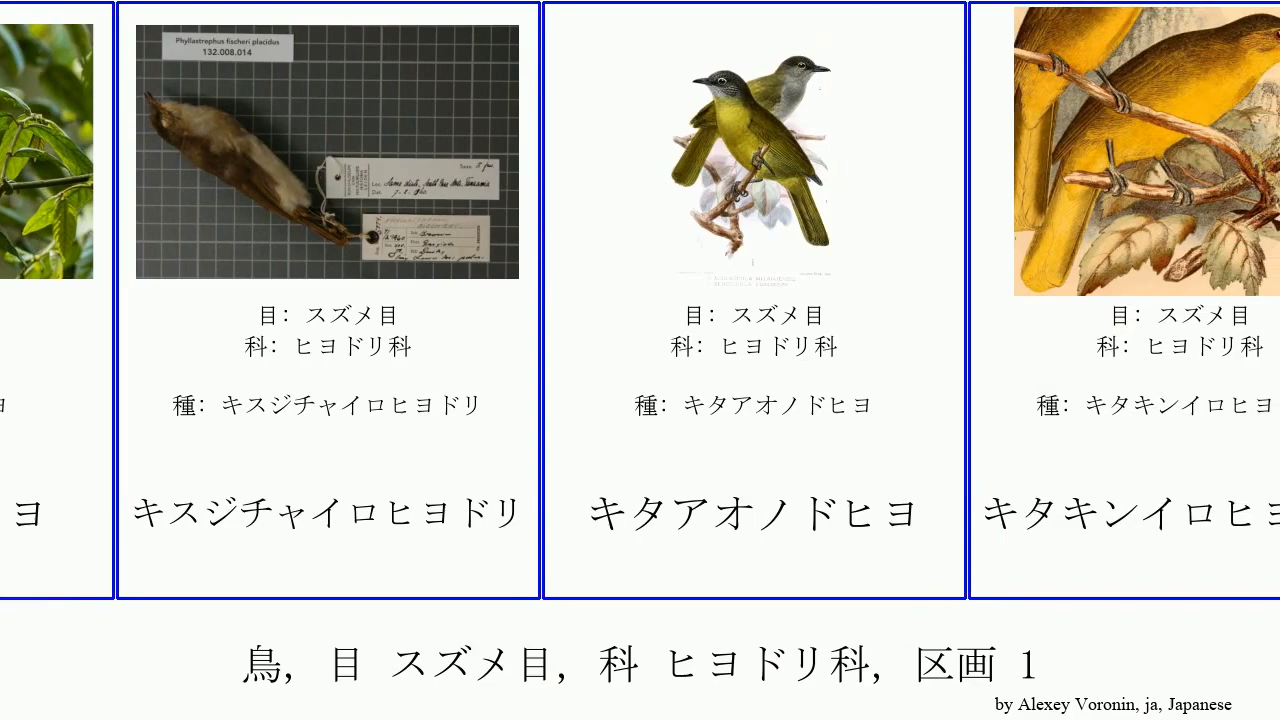 Phyllastrephus fischeri placidus
132.008.014
目: スズメ目
科: ヒヨドリ科
種: キスジチャイロヒヨドリ
キスジチャイロヒヨドリ
目: スズメ目
科: ヒヨドリ科
種: キタアオノドヒヨ
キタアオノドヒヨ
目: スズメ目
科: ヒヨドリ科
種: キタキンイロヒヨ
キタキンイロヒヨ
ヨ
ヨ
鳥, 目 スズメ目, 科 ヒヨドリ科, 区画 1
by Alexey Voronin, ja, Japanese